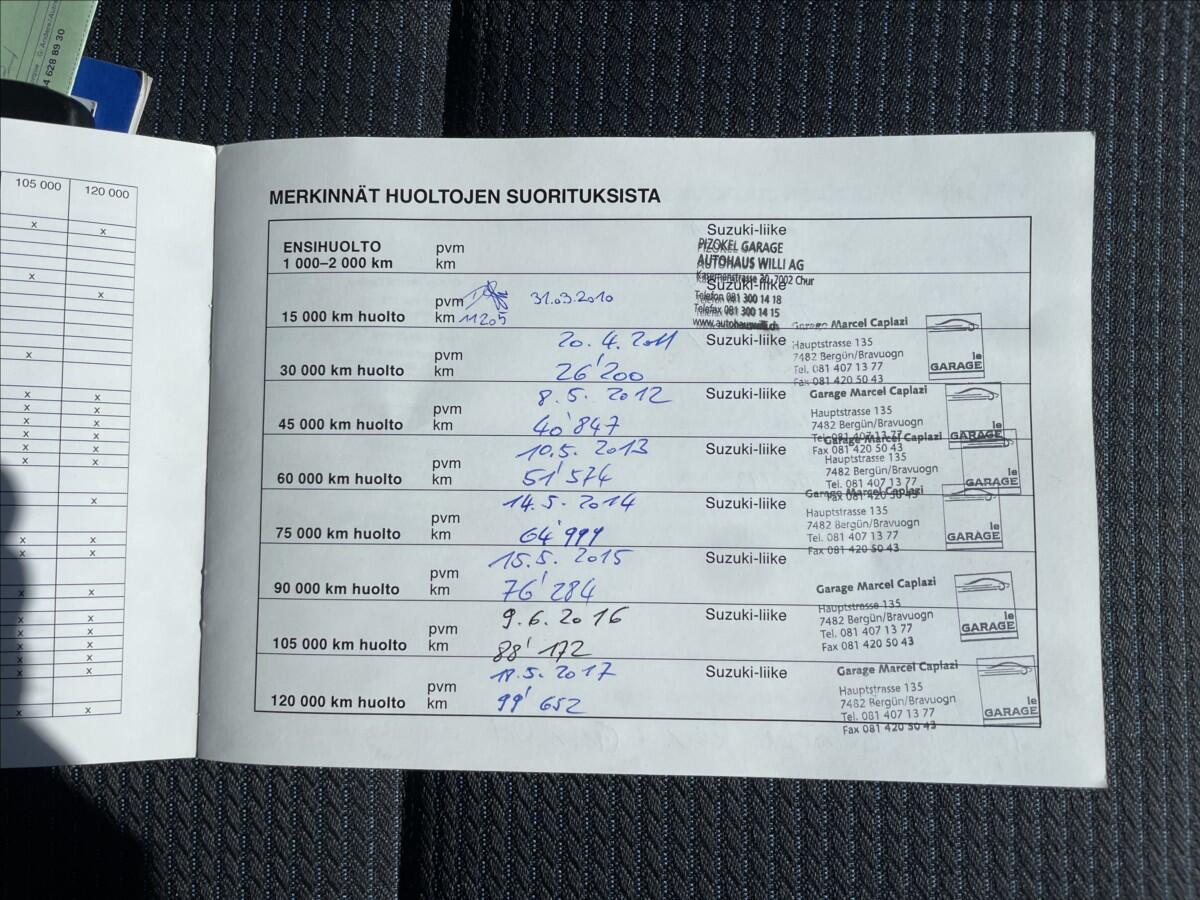 4 628 89 30
105 000 120 000
MERKINNÄT HUOLTOJEN SUORITUKSISTA
ENSIHUOLTO
1 000–2 000 km
pvm
km
Suzuki-liike
PIZOKEL GARAGE
AUTOHAUS WILLI AG
7002 Chur
15 000 km huolto
pvm 31.03.2010
km 11205
Suzuki-liike
Telefon 081 300 14 18
Telefax 081 300 14 15
www.autohauswilli.ch
30 000 km huolto
pvm 20.4.2011
km 26'200
Suzuki-liike
Garage Marcel Caplazi
Hauptstrasse 135
7482 Bergün/Bravuogn
Tel. 081 407 13 77
Fax 081 420 50 43
le
GARAGE
45 000 km huolto
pvm 8.5.2012
km 40'847
Suzuki-liike
Garage Marcel Caplazi
Hauptstrasse 135
7482 Bergün/Bravuogn
Tel. 081 407 13 77
Fax 081 420 50 43
le
GARAGE
60 000 km huolto
pvm 10.5.2013
km 51'574
Suzuki-liike
Garage Marcel Caplazi
Hauptstrasse 135
7482 Bergün/Bravuogn
Tel. 081 407 13 77
Fax 081 420 50 43
le
GARAGE
75 000 km huolto
pvm 14.5.2014
km 64'999
Suzuki-liike
Garage Marcel Caplazi
Hauptstrasse 135
7482 Bergün/Bravuogn
Tel. 081 407 13 77
Fax 081 420 50 43
le
GARAGE
90 000 km huolto
pvm 15.5.2015
km 76'284
Suzuki-liike
Garage Marcel Caplazi
Hauptstrasse 135
7482 Bergün/Bravuogn
Tel. 081 407 13 77
Fax 081 420 50 43
le
GARAGE
105 000 km huolto
pvm 9.6.2016
km 88'172
Suzuki-liike
120 000 km huolto
pvm 18.5.2017
km 99'652
Suzuki-liike
Garage Marcel Caplazi
Hauptstrasse 135
7482 Bergün/Bravuogn
Tel. 081 407 13 77
Fax 081 420 50 43
le
GARAGE